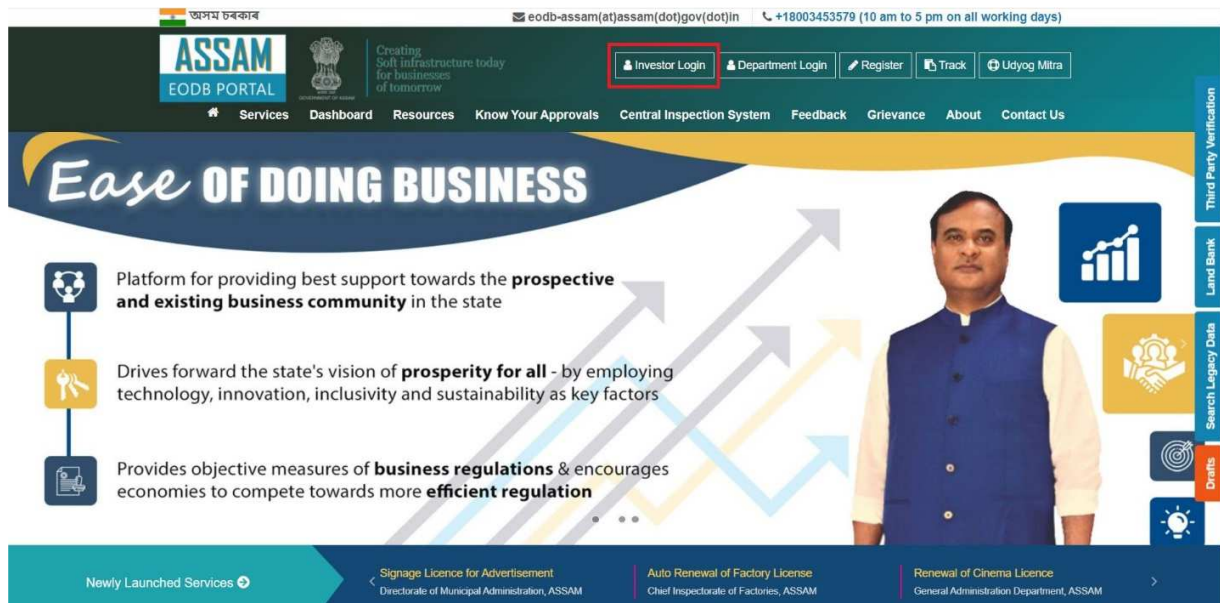 অসম চৰকাৰ
eodb-assam(at)assam(dot)gov(dot)in
+18003453579 (10 am to 5 pm on all working days)
ASSAM
EODB PORTAL
GOVERNMENT OF ASSAM
Creating
Soft infrastructure today
for businesses
of tomorrow
Investor Login
Department Login
Register
Track
Udyog Mitra
Services
Dashboard
Resources
Know Your Approvals
Central Inspection System
Feedback
Grievance
About
Contact Us
Ease OF DOING BUSINESS
Platform for providing best support towards the prospective
and existing business community in the state
Drives forward the state's vision of prosperity for all - by employing
technology, innovation, inclusivity and sustainability as key factors
Provides objective measures of business regulations & encourages
economies to compete towards more efficient regulation
Third Party Verification
Land Bank
Search Legacy Data
Drafts
Newly Launched Services
Signage Licence for Advertisement
Directorate of Municipal Administration, ASSAM
Auto Renewal of Factory License
Chief Inspectorate of Factories, ASSAM
Renewal of Cinema Licence
General Administration Department, ASSAM